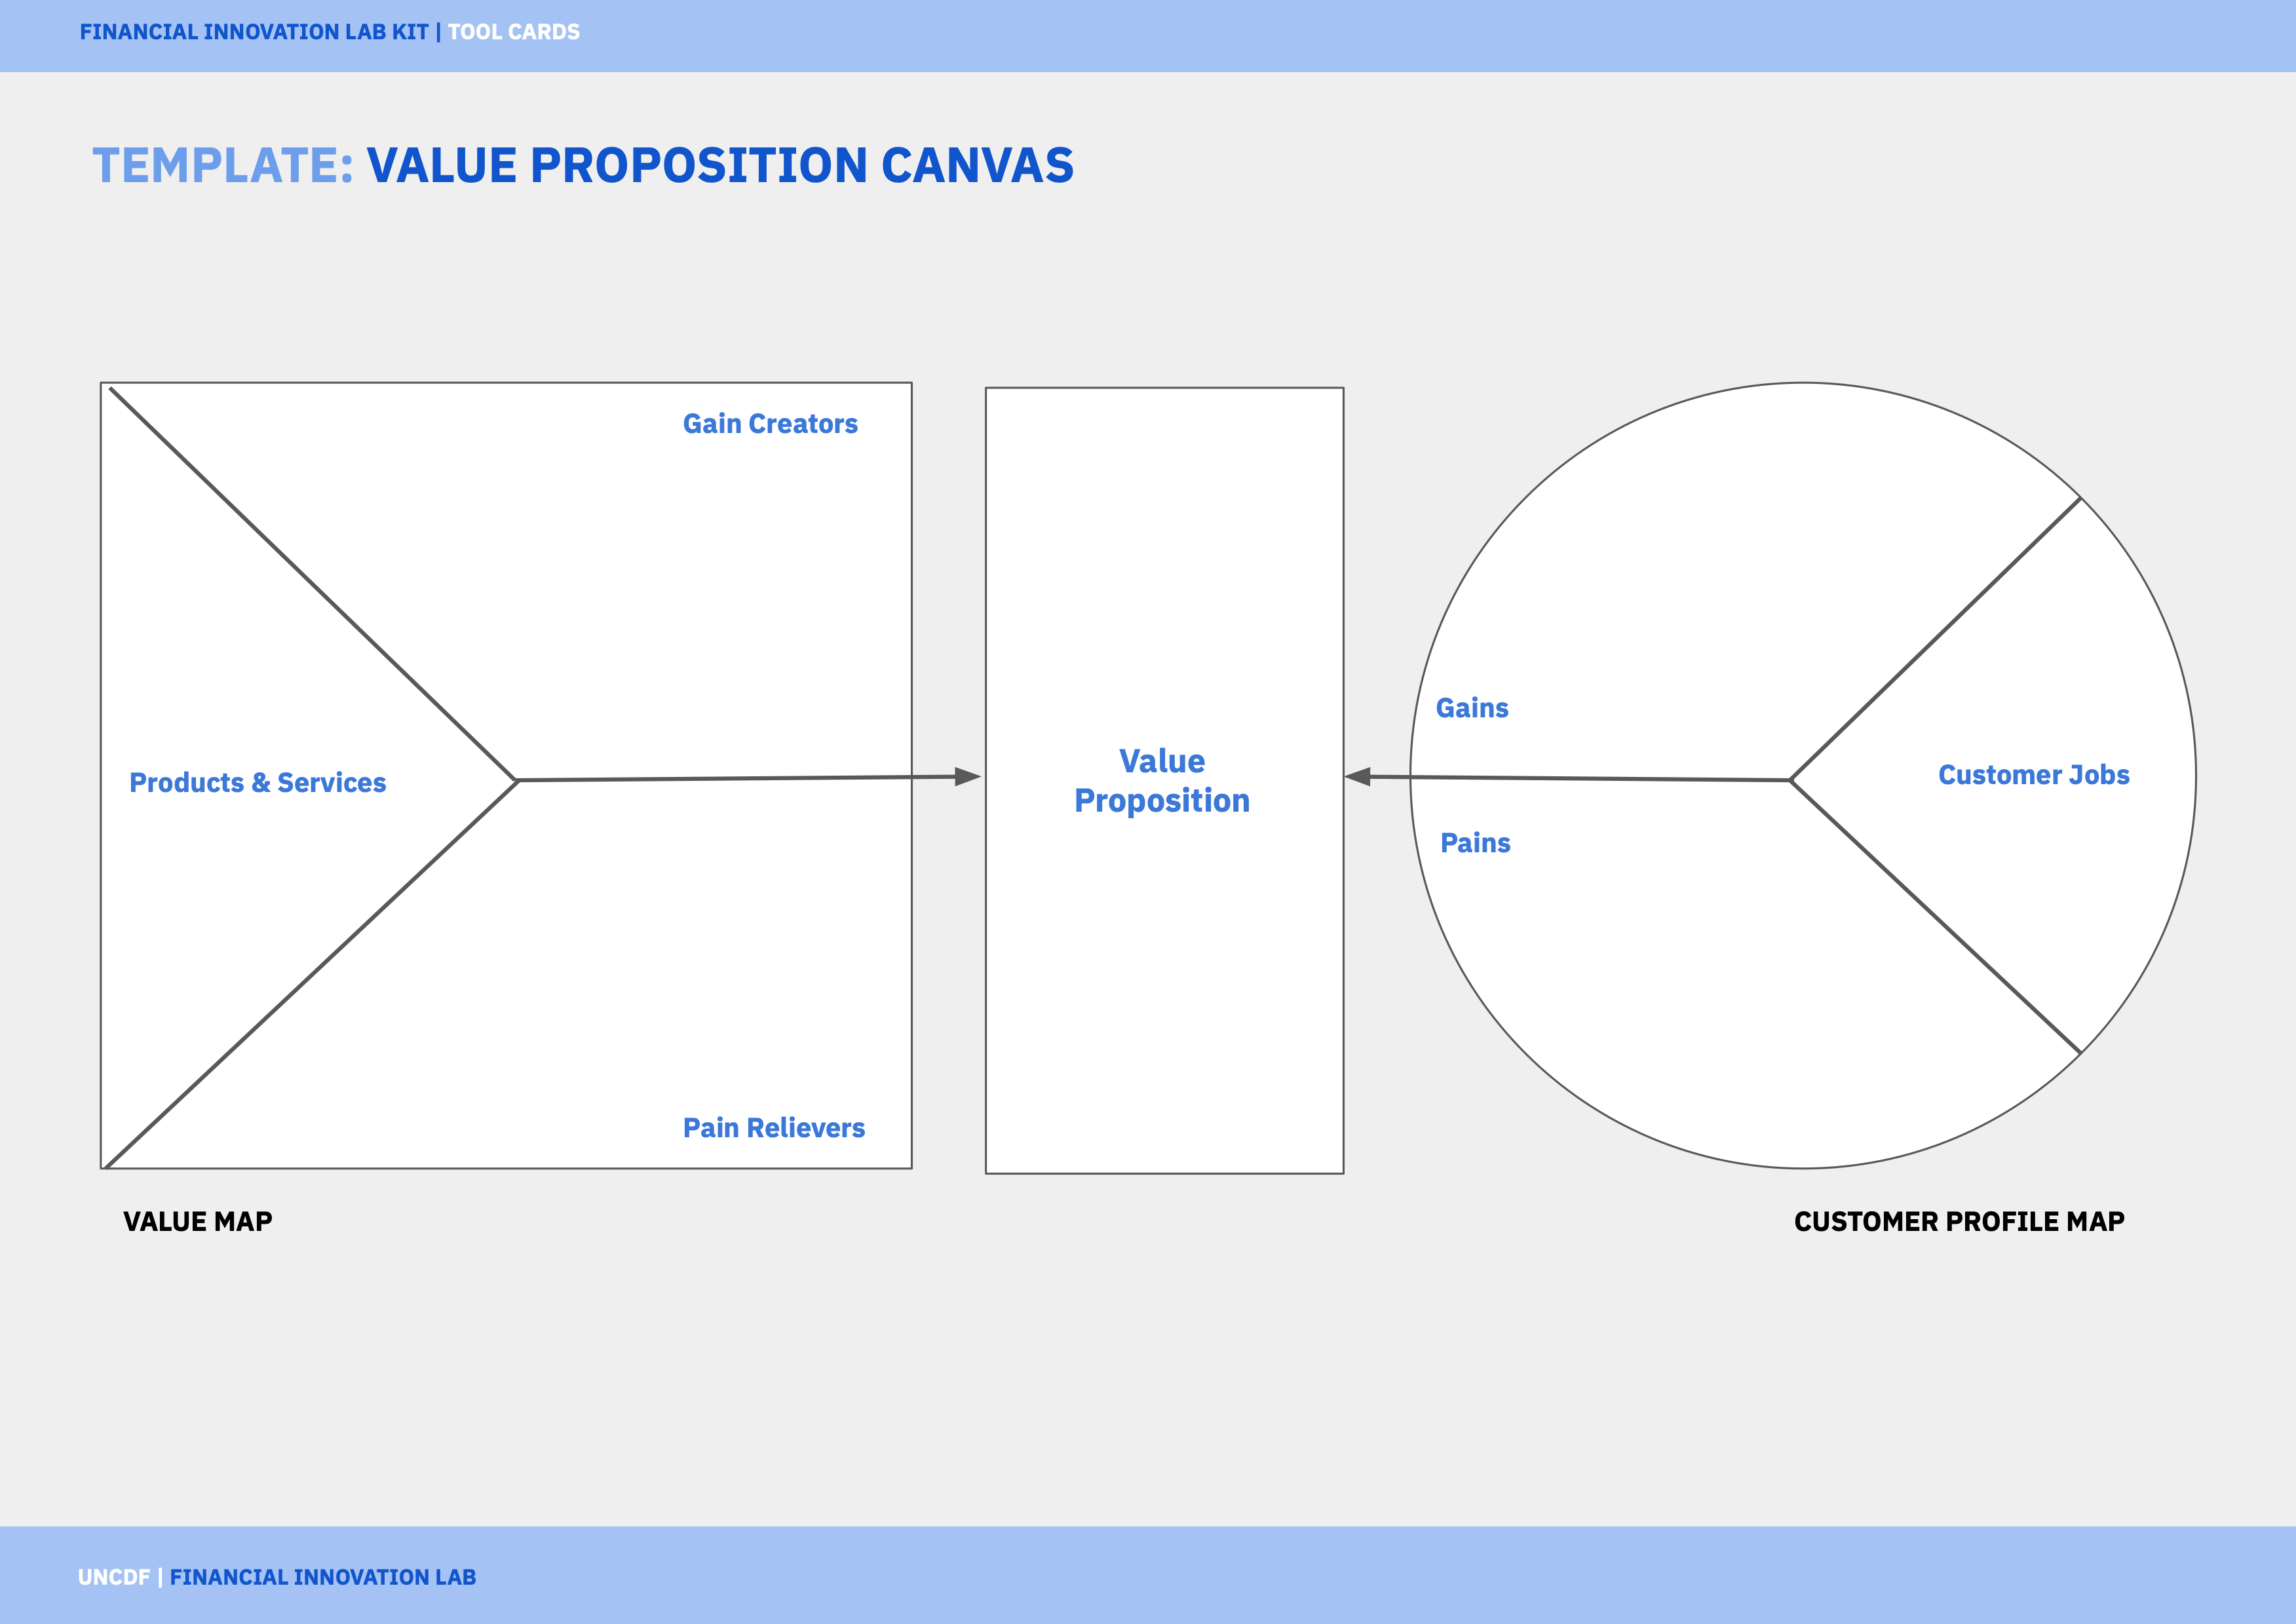 FINANCIAL INNOVATION LAB KIT | TOOL CARDS
TEMPLATE: VALUE PROPOSITION CANVAS
Gain Creators
Products & Services
Pain Relievers
Value
Proposition
Gains
Pains
Customer Jobs
VALUE MAP
CUSTOMER PROFILE MAP
UNCDF | FINANCIAL INNOVATION LAB